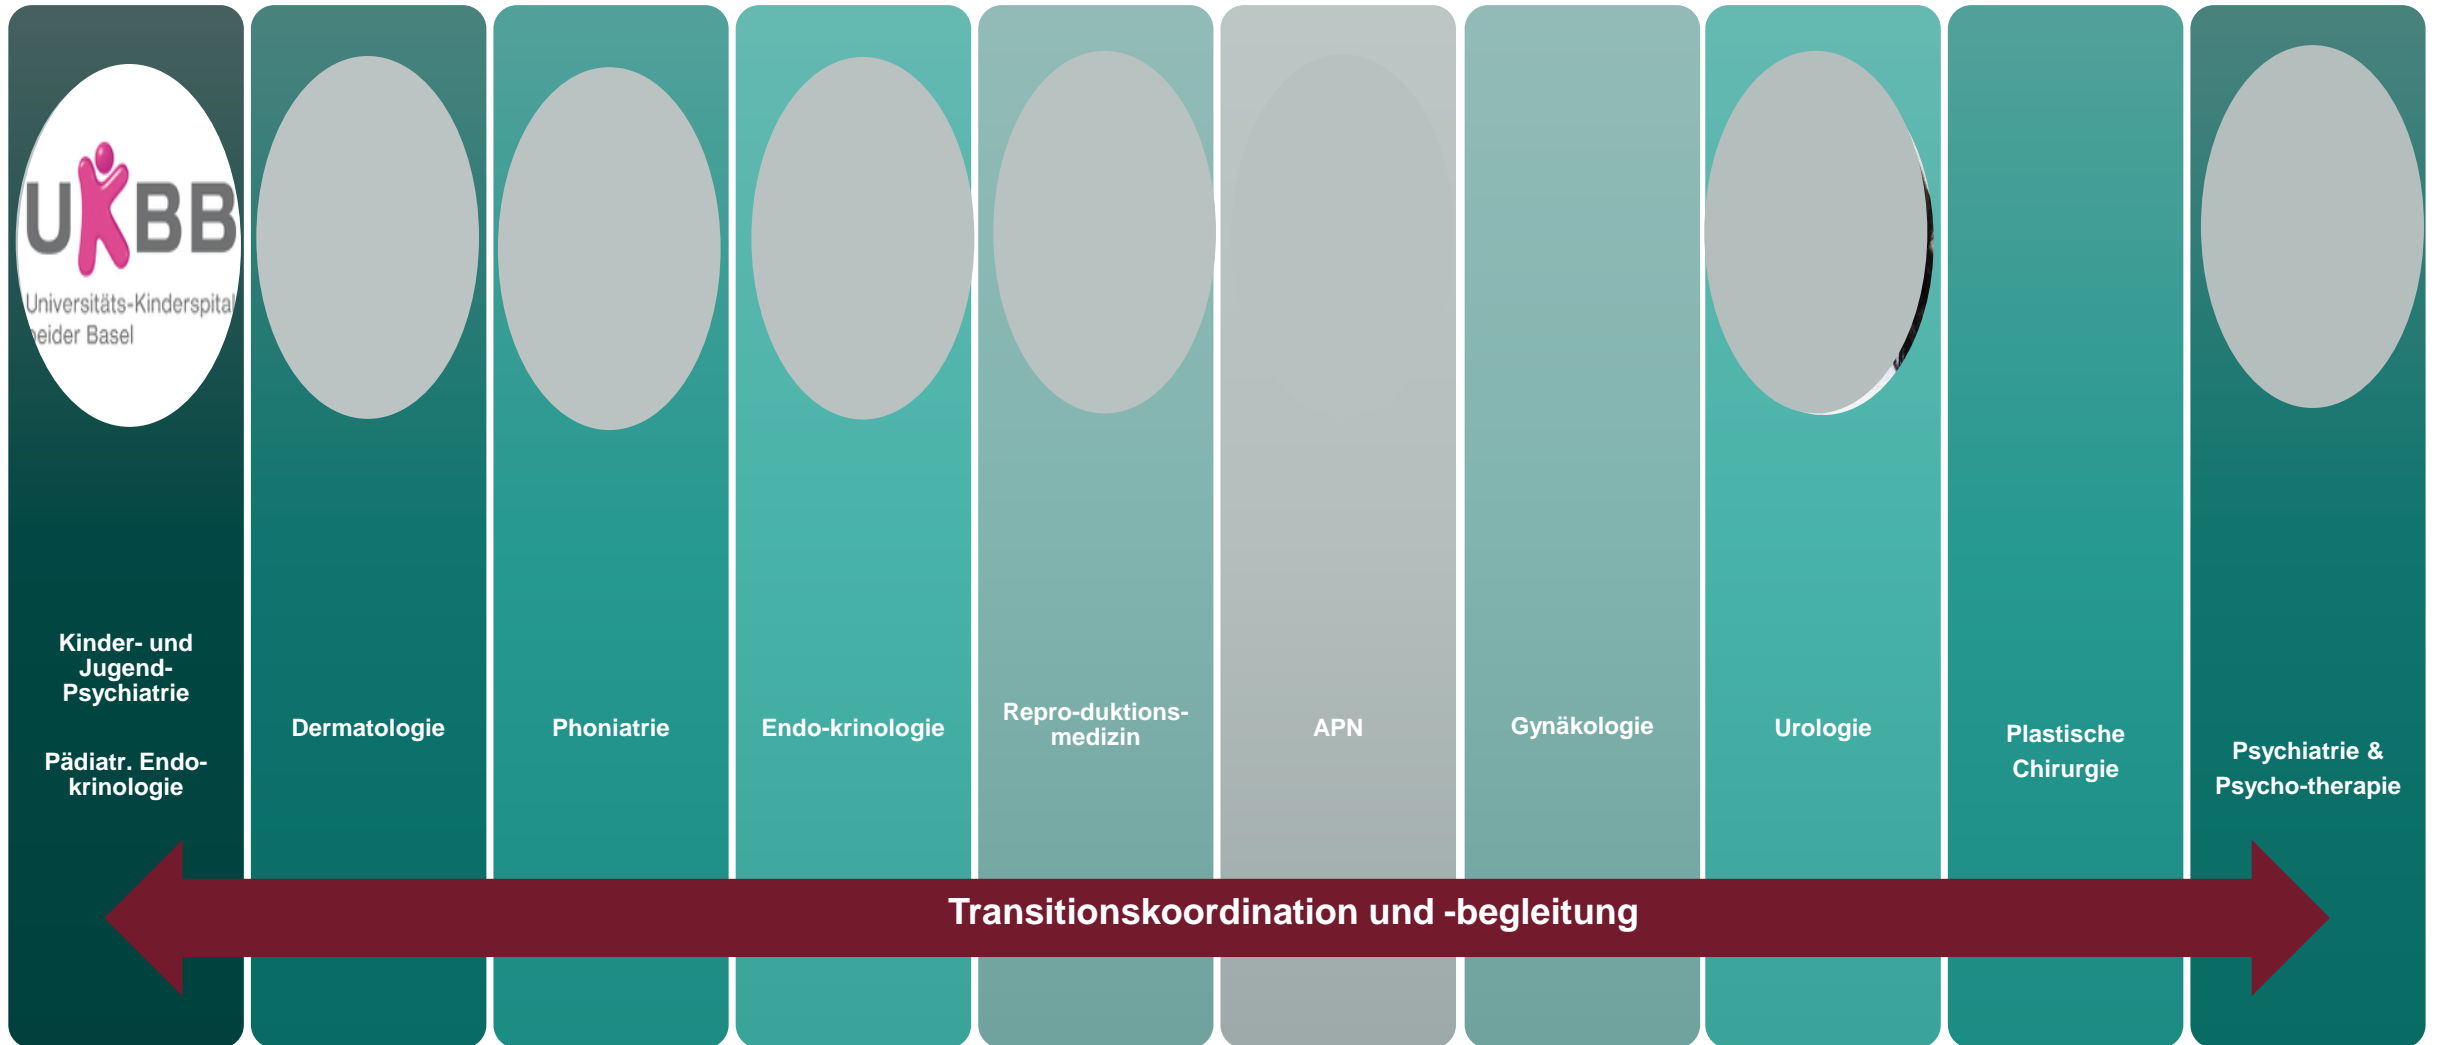 UKBB
Universitäts-Kinderspital
beider Basel
Kinder- und
Jugend-
Psychiatrie
Pädiatr. Endo-
krinologie
Dermatologie
Phoniatrie
Endo-krinologie
Repro-duktions-
medizin
APN
Gynäkologie
Urologie
Plastische
Chirurgie
Psychiatrie &
Psycho-therapie
Transitionskoordination und -begleitung